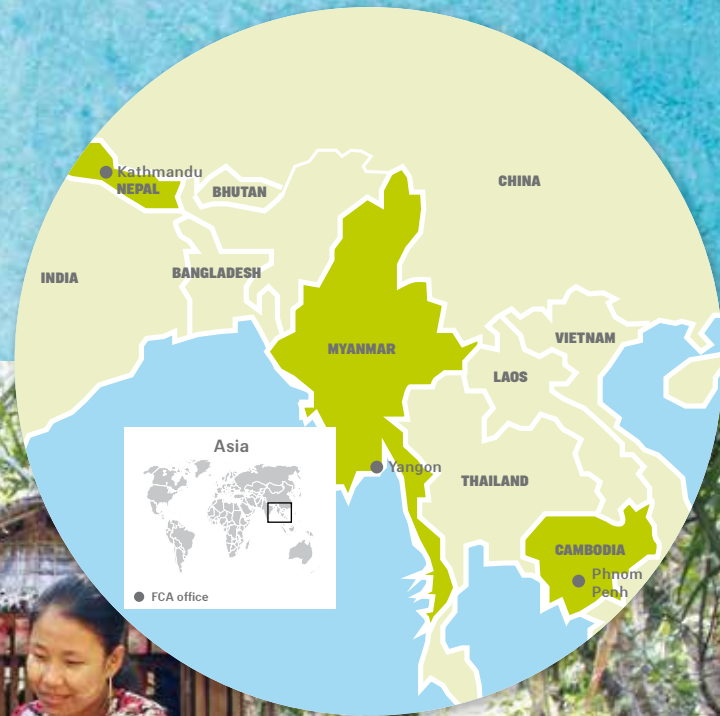 Kathmandu
NEPAL
BHUTAN
CHINA
INDIA
BANGLADESH
MYANMAR
VIETNAM
LAOS
Yangon
THAILAND
CAMBODIA
Phnom
Penh
Asia
FCA office